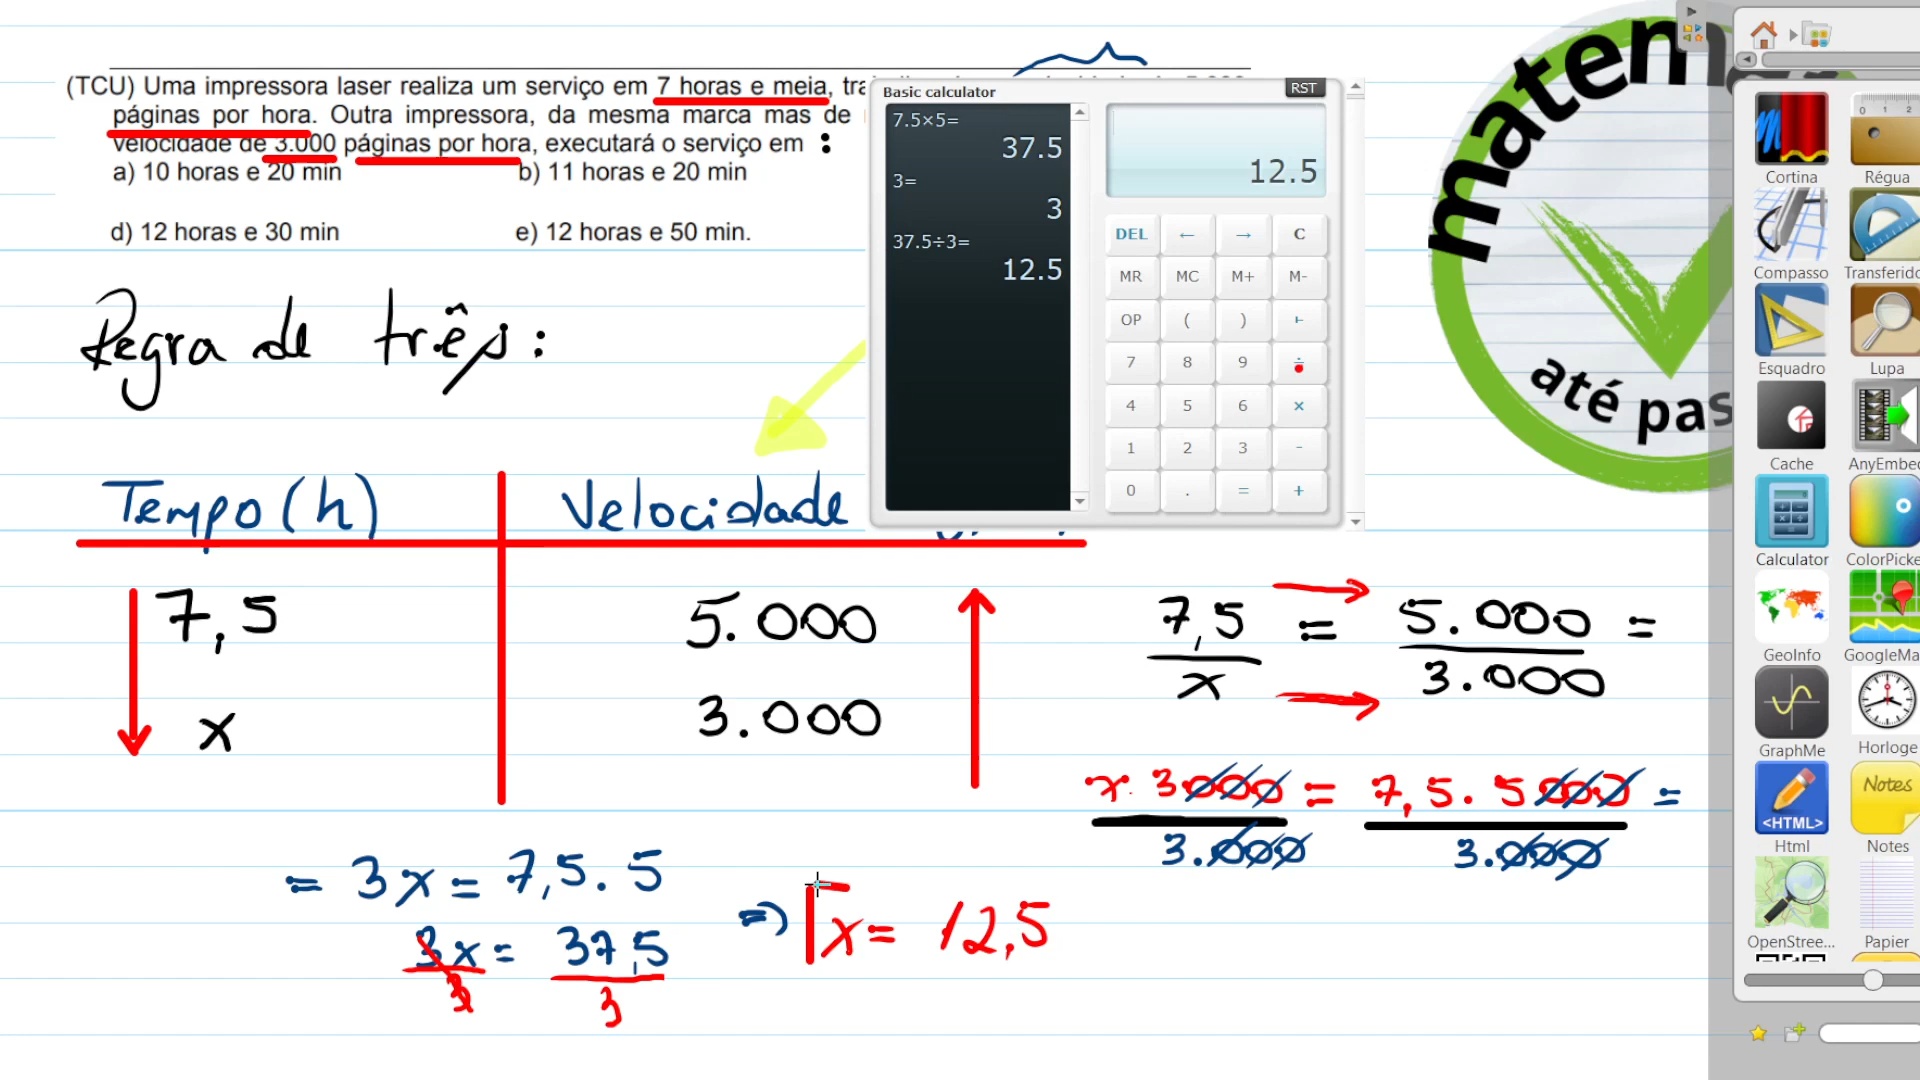 (TCU) Uma impressora laser realiza um serviço em 7 horas e meia,
páginas por hora. Outra impressora, da mesma marca mas de
velocidade de 3.000 páginas por hora, executará o serviço em :
a) 10 horas e 20 min b) 11 horas e 20 min
d) 12 horas e 30 min e) 12 horas e 50 min.
Regra de três:
Tempo (h) Velocidade
7,5 5.000
x 3.000
7,5 = 5.000 =
x 3.000
x. 3000 = 7,5. 5000 =
3.000 3.000
= 3x = 7,5. 5
3x = 37,5
3 3
=> x = 12,5
Basic calculator RST
7.5×5=
37.5
3=
3
37.5÷3=
12.5
12.5
DEL ← → C
MR MC M+ M-
OP ( )
7 8 9 ÷
4 5 6 ×
1 2 3 -
0 . = +
até pas
Cortina Régua
Compasso Transferido
Esquadro Lupa
Cache AnyEmbed
Calculator ColorPicke
GeoInfo GoogleMa
GraphMe Horloge
<HTML> Notes
Html Notes
OpenStree... Papier